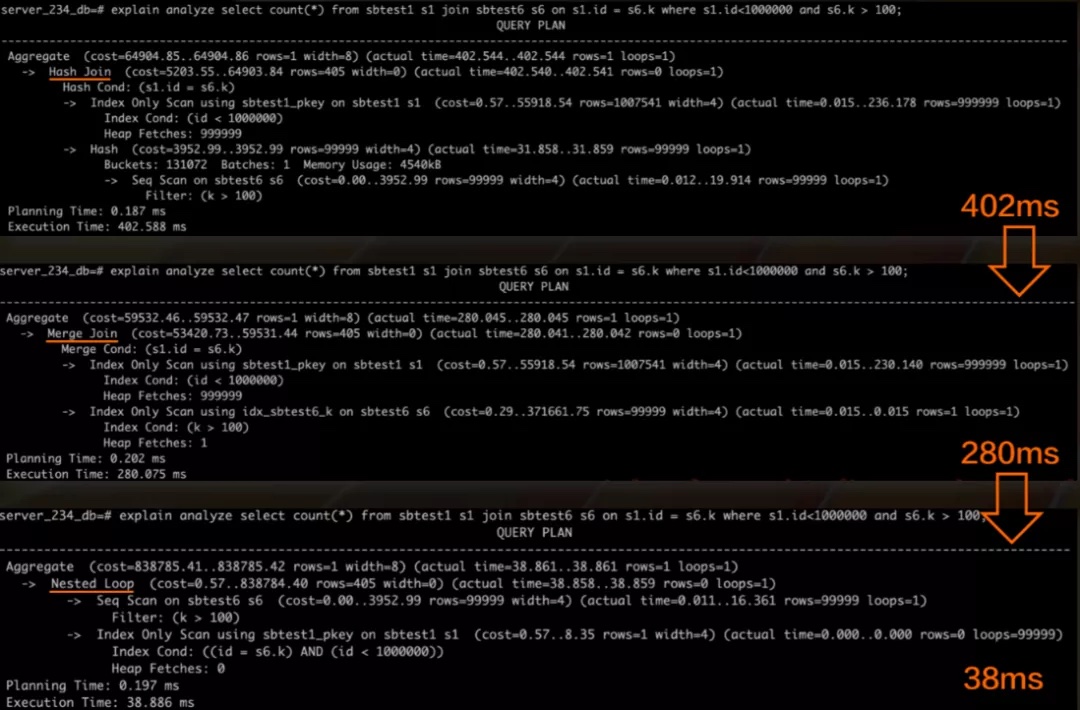 server_234_db=# explain analyze select count(*) from sbtest1 s1 join sbtest6 s6 on s1.id = s6.k where s1.id<1000000 and s6.k > 100;
QUERY PLAN
Aggregate  (cost=64904.85..64904.86 rows=1 width=8) (actual time=402.544..402.544 rows=1 loops=1)
->  Hash Join  (cost=5203.55..64903.84 rows=405 width=0) (actual time=402.540..402.541 rows=0 loops=1)
Hash Cond: (s1.id = s6.k)
->  Index Only Scan using sbtest1_pkey on sbtest1 s1  (cost=0.57..55918.54 rows=1007541 width=4) (actual time=0.015..236.178 rows=999999 loops=1)
Index Cond: (id < 1000000)
Heap Fetches: 999999
->  Hash  (cost=3952.99..3952.99 rows=99999 width=4) (actual time=31.858..31.859 rows=99999 loops=1)
Buckets: 131072  Batches: 1  Memory Usage: 4540kB
->  Seq Scan on sbtest6 s6  (cost=0.00..3952.99 rows=99999 width=4) (actual time=0.012..19.914 rows=99999 loops=1)
Filter: (k > 100)
Planning Time: 0.187 ms
Execution Time: 402.588 ms
402ms
server_234_db=# explain analyze select count(*) from sbtest1 s1 join sbtest6 s6 on s1.id = s6.k where s1.id<1000000 and s6.k > 100;
QUERY PLAN
Aggregate  (cost=59532.46..59532.47 rows=1 width=8) (actual time=280.045..280.045 rows=1 loops=1)
->  Merge Join  (cost=53420.73..59531.44 rows=405 width=0) (actual time=280.041..280.042 rows=0 loops=1)
Merge Cond: (s1.id = s6.k)
->  Index Only Scan using sbtest1_pkey on sbtest1 s1  (cost=0.57..55918.54 rows=1007541 width=4) (actual time=0.015..230.140 rows=999999 loops=1)
Index Cond: (id < 1000000)
Heap Fetches: 999999
->  Index Only Scan using idx_sbtest6_k on sbtest6 s6  (cost=0.29..371661.75 rows=99999 width=4) (actual time=0.015..0.015 rows=1 loops=1)
Index Cond: (k > 100)
Heap Fetches: 1
Planning Time: 0.202 ms
Execution Time: 280.075 ms
280ms
server_234_db=# explain analyze select count(*) from sbtest1 s1 join sbtest6 s6 on s1.id = s6.k where s1.id<1000000 and s6.k > 100;
QUERY PLAN
Aggregate  (cost=838785.41..838785.42 rows=1 width=8) (actual time=38.861..38.861 rows=1 loops=1)
->  Nested Loop  (cost=0.57..838784.40 rows=405 width=0) (actual time=38.858..38.859 rows=0 loops=1)
->  Seq Scan on sbtest6 s6  (cost=0.00..3952.99 rows=99999 width=4) (actual time=0.011..16.361 rows=99999 loops=1)
Filter: (k > 100)
->  Index Only Scan using sbtest1_pkey on sbtest1 s1  (cost=0.57..8.35 rows=1 width=4) (actual time=0.000..0.000 rows=0 loops=99999)
Index Cond: ((id = s6.k) AND (id < 1000000))
Heap Fetches: 0
Planning Time: 0.197 ms
Execution Time: 38.886 ms
38ms